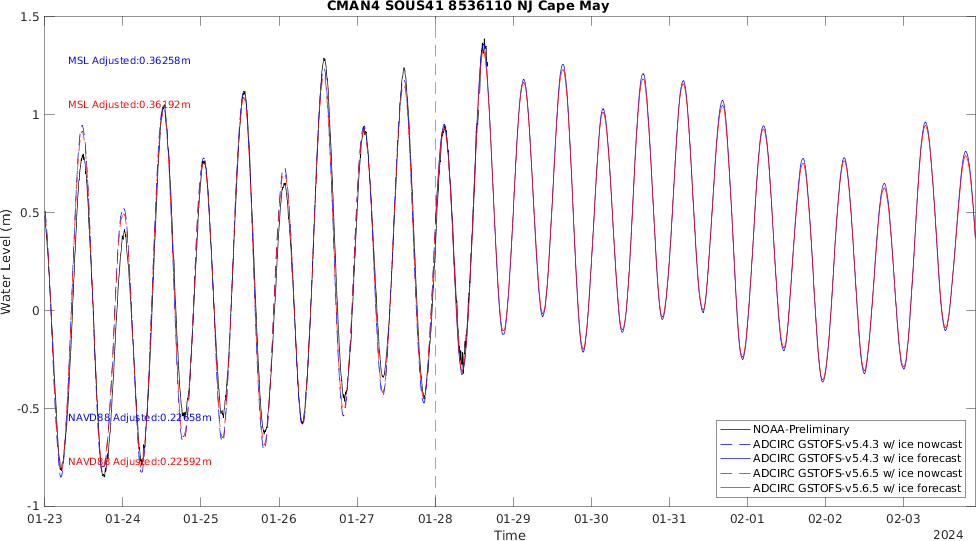 CMAN4 SOUS41 8536110 NJ Cape May
1.5
1
0.5
0
-0.5
-1
Water Level (m)
MSL Adjusted:0.36258m
MSL Adjusted:0.36192m
NAVD88 Adjusted:0.22658m
NAVD88 Adjusted:0.22592m
NOAA-Preliminary
ADCIRC GSTOFS-v5.4.3 w/ ice nowcast
ADCIRC GSTOFS-v5.4.3 w/ ice forecast
ADCIRC GSTOFS-v5.6.5 w/ ice nowcast
ADCIRC GSTOFS-v5.6.5 w/ ice forecast
01-23 01-24 01-25 01-26 01-27 01-28 01-29 01-30 01-31 02-01 02-02 02-03
Time
2024